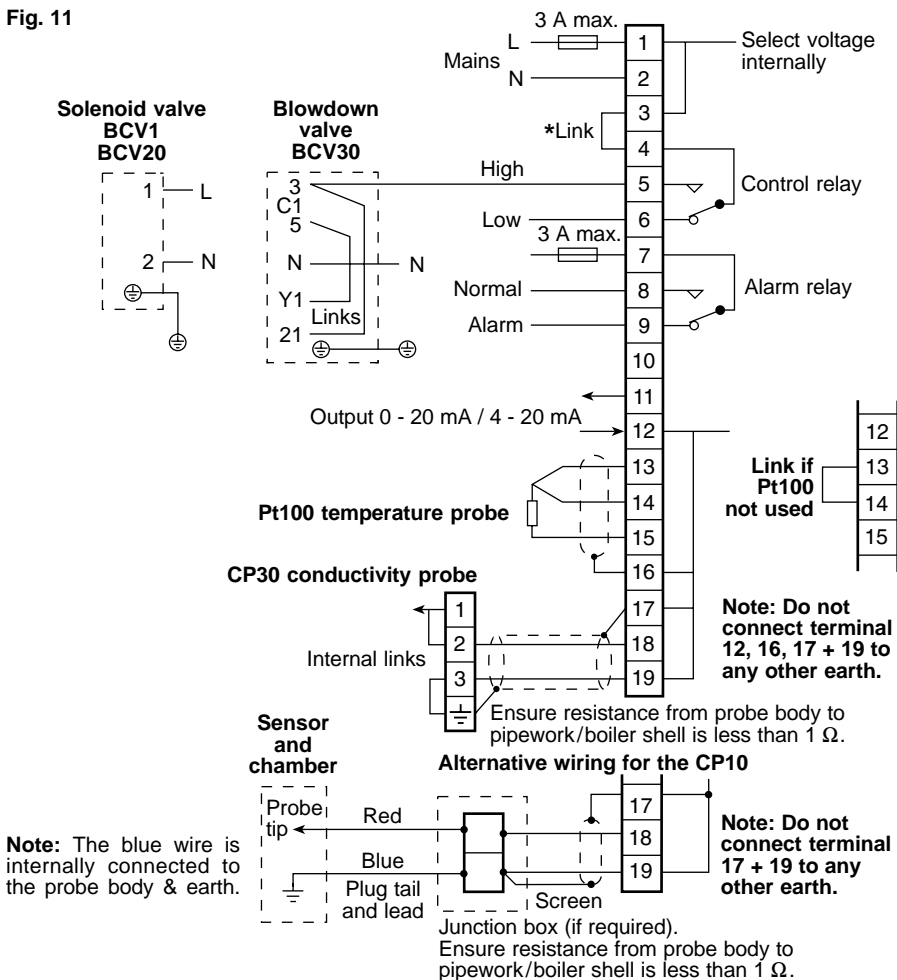 Fig. 11
3 A max.
L
Mains
N
1
2
3
4
5
6
7
8
9
10
11
12
13
14
15
16
17
18
19
Select voltage
internally
*Link
Solenoid valve
BCV1
BCV20
1
L
2
N
Blowdown
valve
BCV30
3
C1
5
N
N
Y1
Links
21
High
Low
Control relay
3 A max.
Normal
Alarm
Alarm relay
Output 0 - 20 mA / 4 - 20 mA
Pt100 temperature probe
Link if
Pt100
not used
12
13
14
15
CP30 conductivity probe
1
2
3
Internal links
Note: Do not
connect terminal
12, 16, 17 + 19 to
any other earth.
Ensure resistance from probe body to
pipework/boiler shell is less than 1 Ω.
Sensor
and
chamber
Alternative wiring for the CP10
Probe
tip
Red
Blue
Plug tail
and lead
17
18
19
Screen
Note: Do not
connect terminal
17 + 19 to any
other earth.
Note: The blue wire is
internally connected to
the probe body & earth.
Junction box (if required).
Ensure resistance from probe body to
pipework/boiler shell is less than 1 Ω.